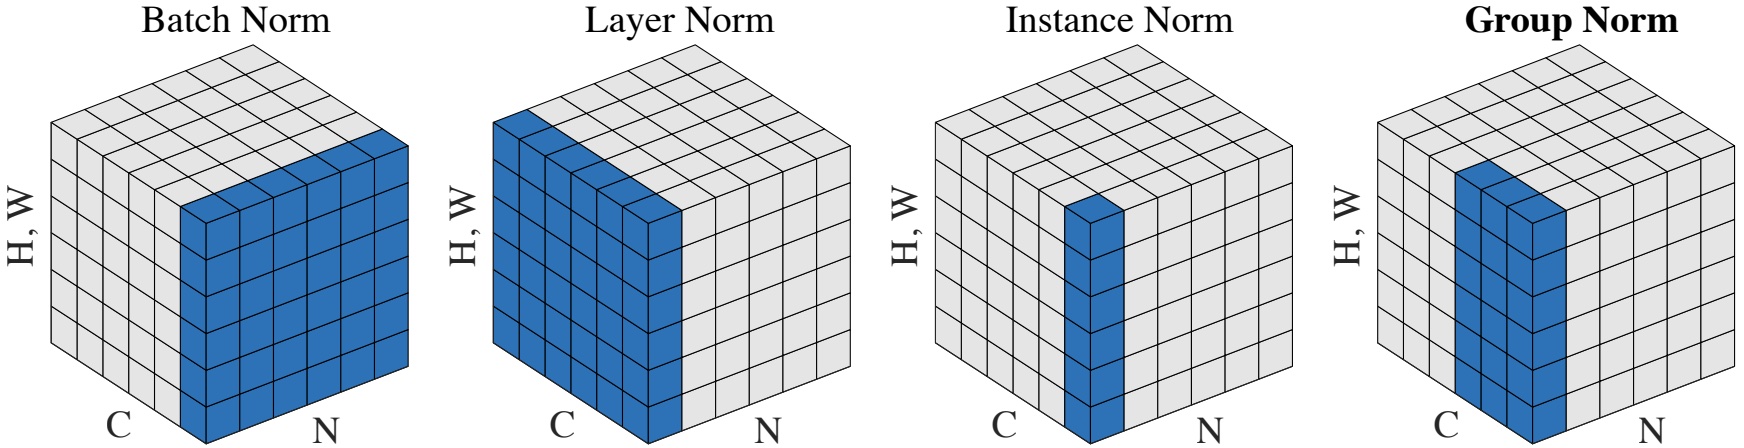 Batch Norm
Layer Norm
Instance Norm
Group Norm
H, W
C
N
H, W
C
N
H, W
C
N
H, W
C
N